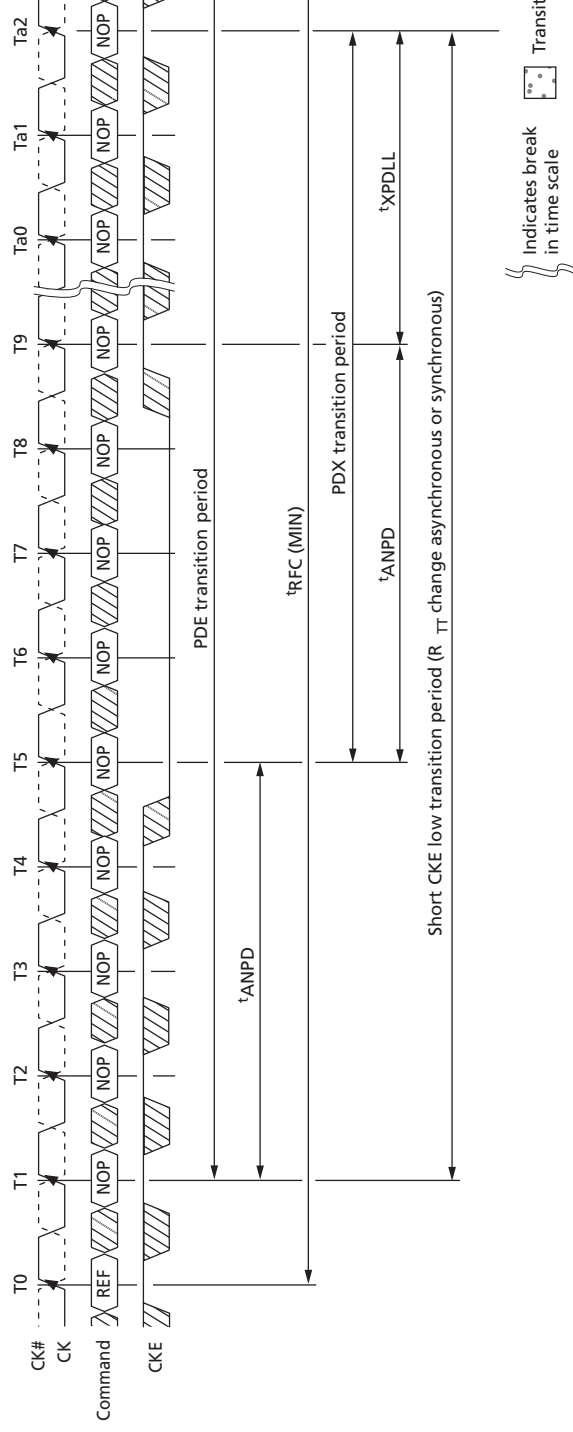 T0 T1 T2 T3 T4 T5 T6 T7 T8 T9 Ta0 Ta1 Ta2
CK#
CK
Command REF NOP NOP NOP NOP NOP NOP NOP NOP NOP NOP NOP NOP
CKE
PDE transition period
tANPD
tRFC (MIN)
PDX transition period
tANPD tXPDLL
Short CKE low transition period (R TT change asynchronous or synchronous)
Indicates break
in time scale
Transit